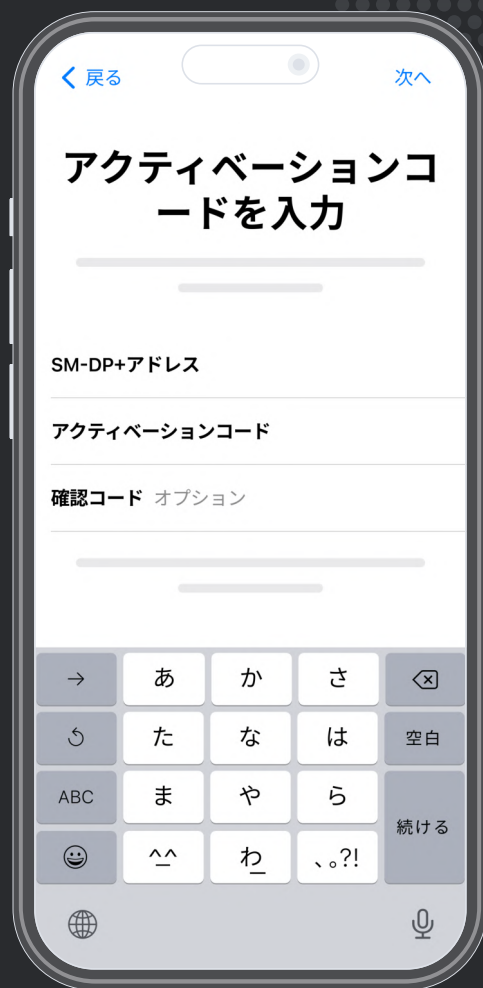 戻る
次へ
アクティベーションコ
ードを入力
SM-DP+アドレス
アクティベーションコード
確認コード オプション
→ あ か さ
た な は 空白
ABC ま や ら
続ける
^_^ わ_ 、。?!